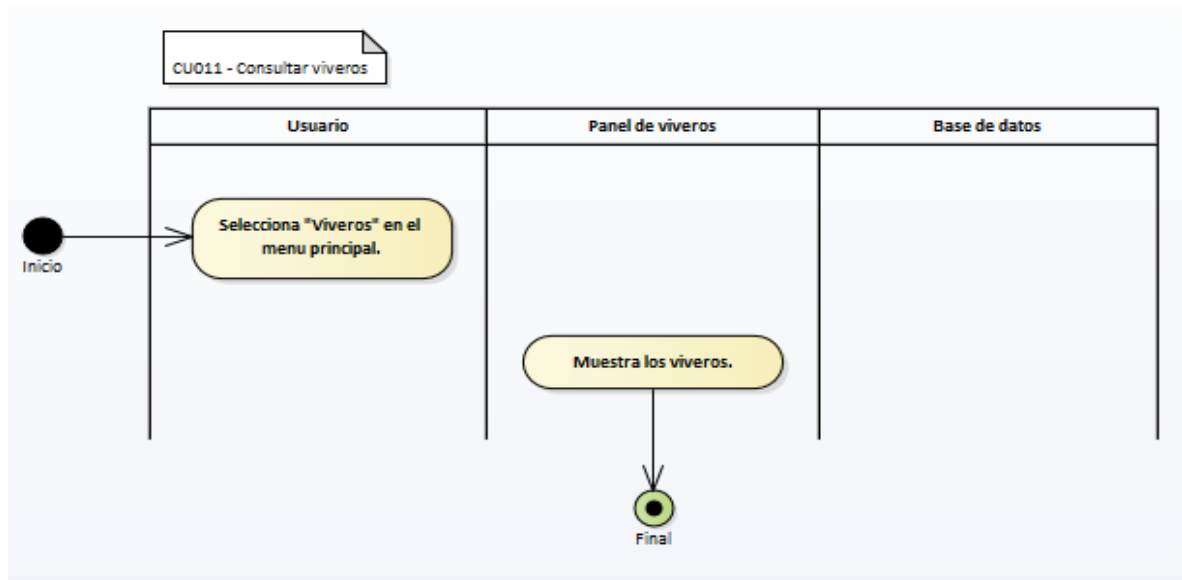 CU011 - Consultar viveros
Usuario
Panel de viveros
Base de datos
Selecciona "Viveros" en el
menu principal.
Inicio
Muestra los viveros.
Final